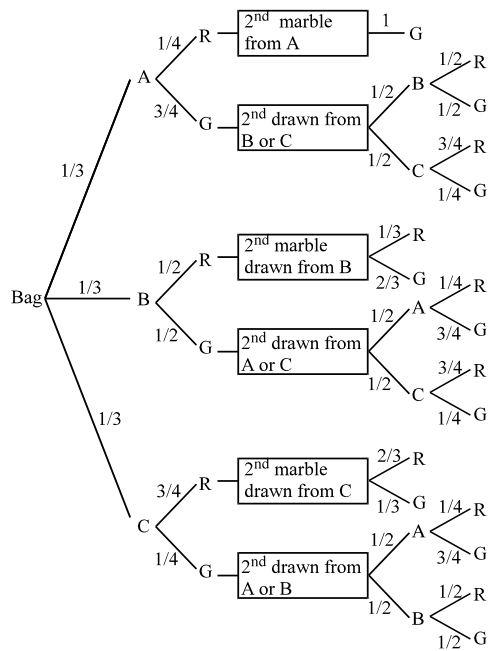 1/4 R 2nd marble from A 1 G
A
3/4 G 2nd drawn from B or C
1/2 B 1/2 R
1/2 G
1/2 C 3/4 R
1/4 G
1/3
Bag
1/3 B
1/2 R 2nd marble drawn from B
1/3 R
2/3 G
1/2 G 2nd drawn from A or C
1/2 A 1/4 R
3/4 G
1/2 C 3/4 R
1/4 G
1/3
C
3/4 R 2nd marble drawn from C
2/3 R
1/3 G
1/4 G 2nd drawn from A or B
1/2 A 1/4 R
3/4 G
1/2 B 1/2 R
1/2 G